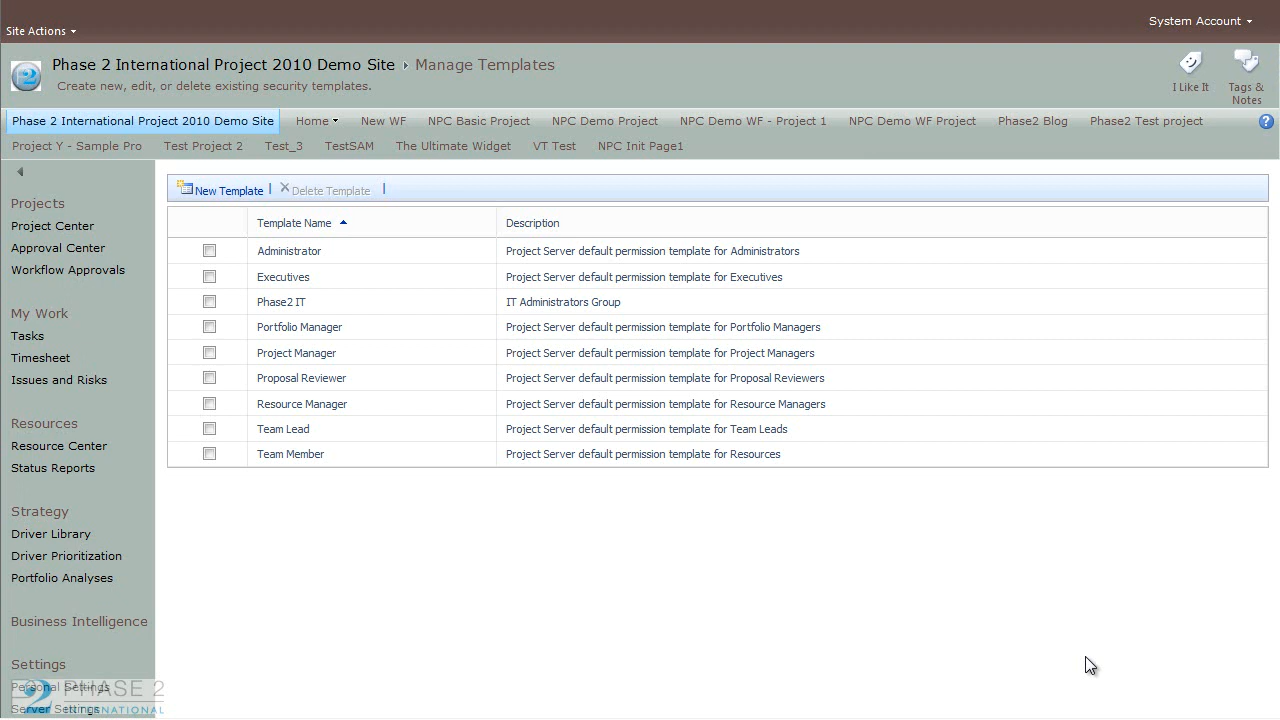 System Account
Site Actions
Phase 2 International Project 2010 Demo Site Manage Templates
Create new, edit, or delete existing security templates.
I Like It
Tags & Notes
Phase 2 International Project 2010 Demo Site Home New WF NPC Basic Project NPC Demo Project NPC Demo WF - Project 1 NPC Demo WF Project Phase2 Blog Phase2 Test project
Project Y - Sample Pro Test Project 2 Test_3 TestSAM The Ultimate Widget VT Test NPC Init Page1
Projects
Project Center
Approval Center
Workflow Approvals
My Work
Tasks
Timesheet
Issues and Risks
Resources
Resource Center
Status Reports
Strategy
Driver Library
Driver Prioritization
Portfolio Analyses
Business Intelligence
Settings
Personal Settings
Server Settings
PHASE 2
INTERNATIONAL
New Template | Delete Template |
Template Name Description
Administrator Project Server default permission template for Administrators
Executives Project Server default permission template for Executives
Phase2 IT IT Administrators Group
Portfolio Manager Project Server default permission template for Portfolio Managers
Project Manager Project Server default permission template for Project Managers
Proposal Reviewer Project Server default permission template for Proposal Reviewers
Resource Manager Project Server default permission template for Resource Managers
Team Lead Project Server default permission template for Team Leads
Team Member Project Server default permission template for Resources